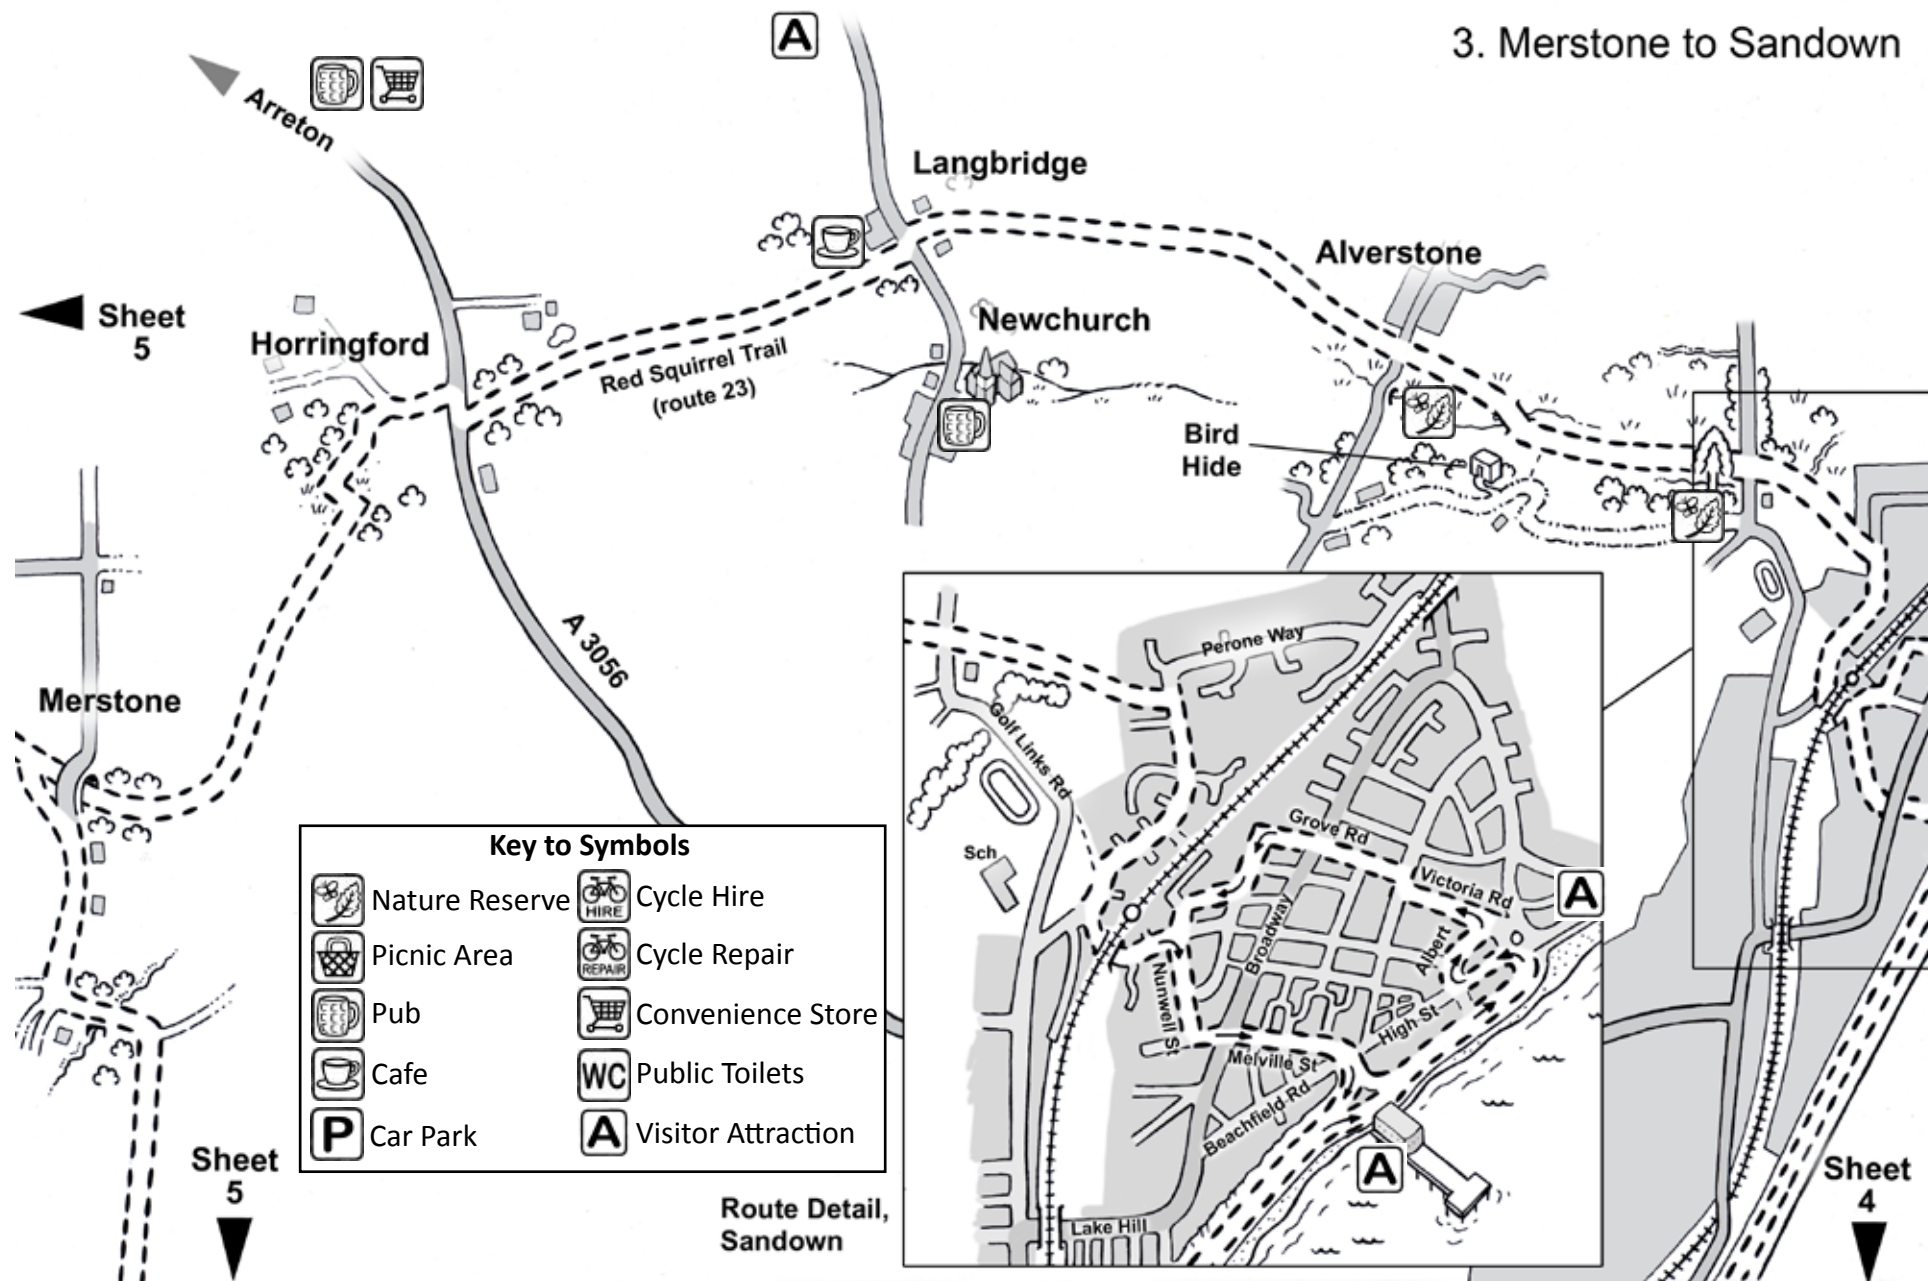 3. Merstone to Sandown
A
Arreton
Langbridge
Alverstone
Sheet
5
Horringford
Newchurch
Red Squirrel Trail
(route 23)
Bird
Hide
A 3056
Merstone
Key to Symbols
Nature Reserve
HIRE
Cycle Hire
Picnic Area
REPAIR
Cycle Repair
Pub
Convenience Store
Cafe
WC
Public Toilets
P
Car Park
A
Visitor Attraction
Sheet
5
Route Detail,
Sandown
Perone Way
Golf Links Rd
Sch
Grove Rd
Victoria Rd
A
Broadway
Albert
Nunwell St
High St
Melville St
Beachfield Rd
A
Lake Hill
Sheet
4